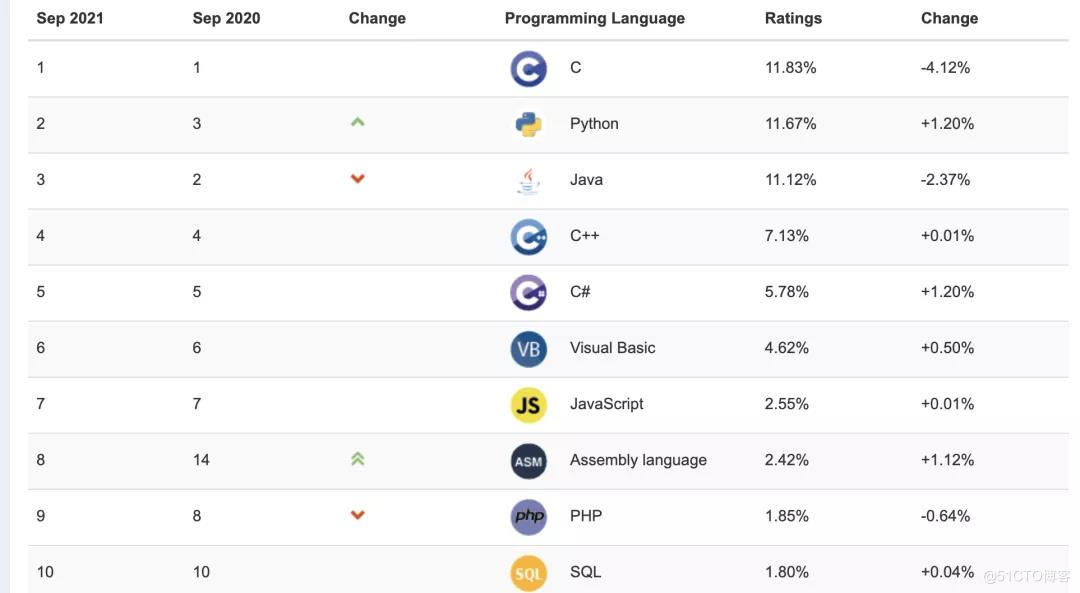 Sep 2021 Sep 2020 Change Programming Language Ratings Change
1 1 C C 11.83% -4.12%
2 3 Python 11.67% +1.20%
3 2 Java 11.12% -2.37%
4 4 C++ C++ 7.13% +0.01%
5 5 C# C# 5.78% +1.20%
6 6 VB Visual Basic 4.62% +0.50%
7 7 JS JavaScript 2.55% +0.01%
8 14 ASM Assembly language 2.42% +1.12%
9 8 php PHP 1.85% -0.64%
10 10 SQL SQL 1.80% +0.04%
@51CTO博客